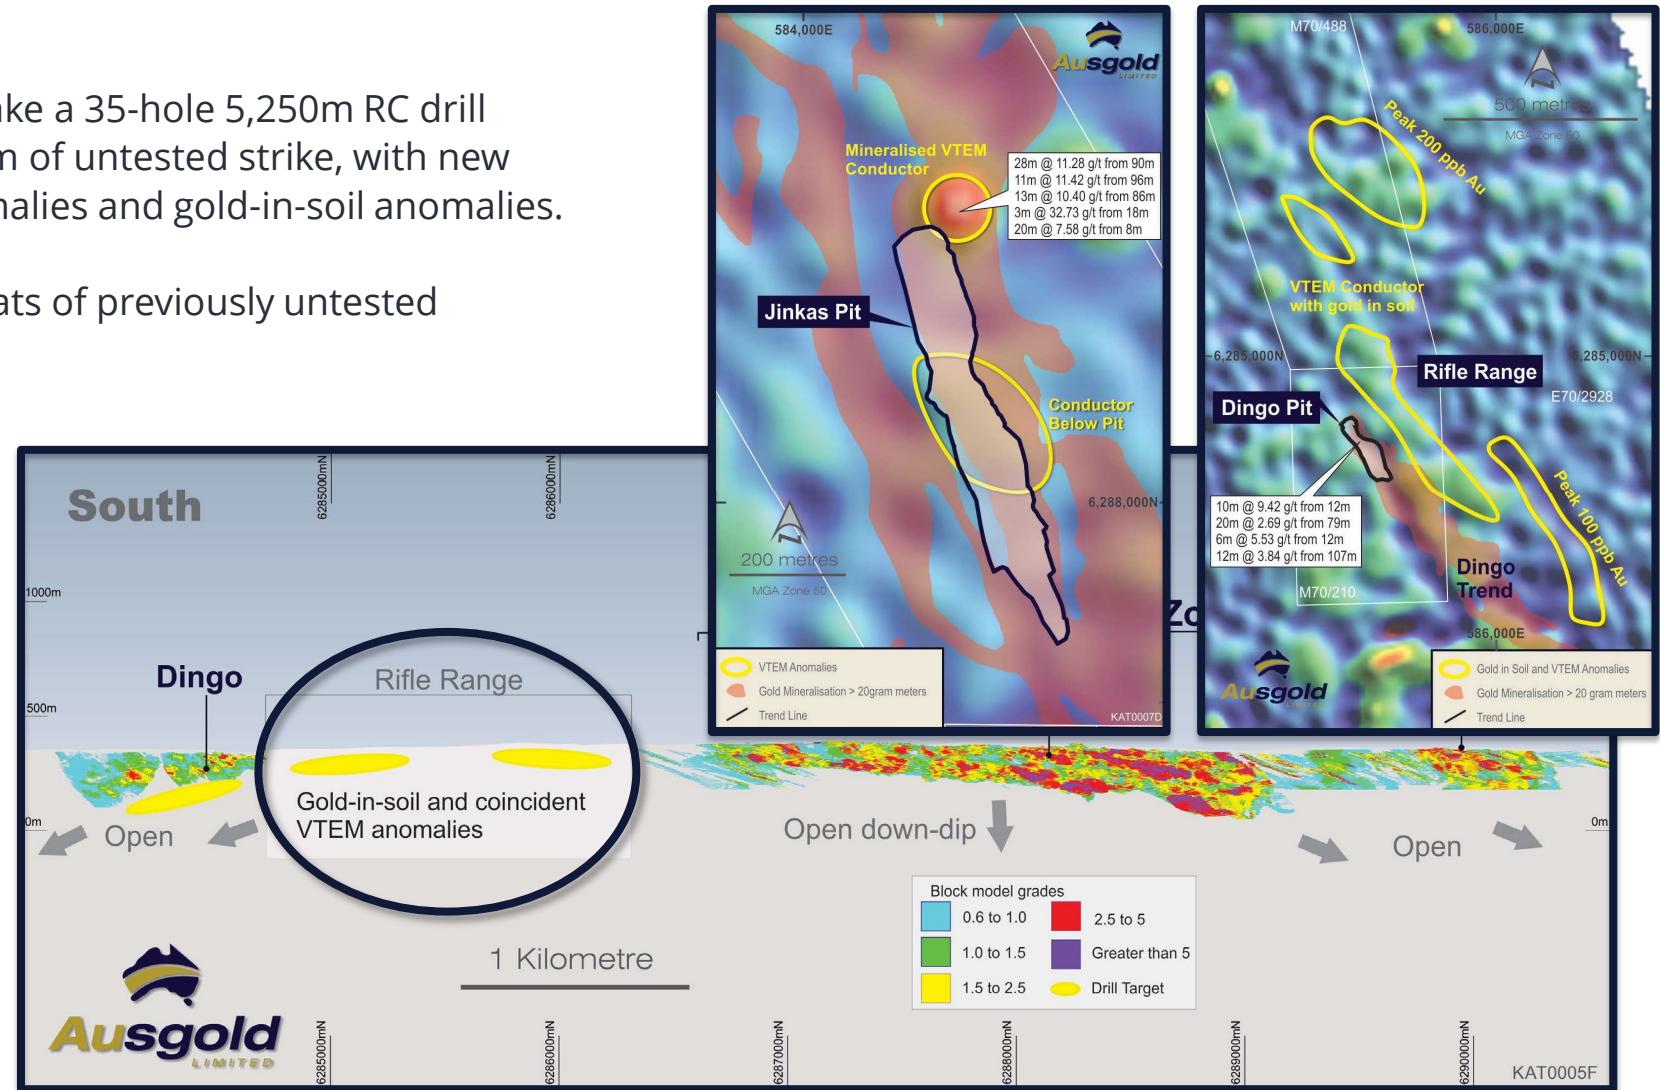 ake a 35-hole 5,250m RC drill
m of untested strike, with new
nalies and gold-in-soil anomalies.
ats of previously untested
584,000E
Ausgold
LIMITED
Mineralised VTEM
Conductor
28m @ 11.28 g/t from 90m
11m @ 11.42 g/t from 96m
13m @ 10.40 g/t from 86m
3m @ 32.73 g/t from 18m
20m @ 7.58 g/t from 8m
Jinkas Pit
Conductor
Below Pit
6,288,000N
200 metres
MGA Zone 50
VTEM Anomalies
Gold Mineralisation > 20gram meters
Trend Line
KAT0007D
M70/488
586,000E
500 metres
MGA Zone 50
Peak 200 ppb Au
VTEM Conductor
with gold in soil
6,285,000N
6,285,000N
Rifle Range
E70/2928
Dingo Pit
10m @ 9.42 g/t from 12m
20m @ 2.69 g/t from 79m
6m @ 5.53 g/t from 12m
12m @ 3.84 g/t from 107m
Peak 100 ppb Au
Dingo
Trend
M70/210
586,000E
Ausgold
LIMITED
Gold in Soil and VTEM Anomalies
Gold Mineralisation > 20 gram meters
Trend Line
South
6285000mN
6286000mN
1000m
Zo
Dingo
Rifle Range
500m
Gold-in-soil and coincident
VTEM anomalies
0m
0m
Open
Open down-dip
Open
Block model grades
0.6 to 1.0
2.5 to 5
1.0 to 1.5
Greater than 5
1.5 to 2.5
Drill Target
1 Kilometre
Ausgold
LIMITED
6285000mN
6286000mN
6287000mN
6288000mN
6289000mN
6290000mN
KAT0005F